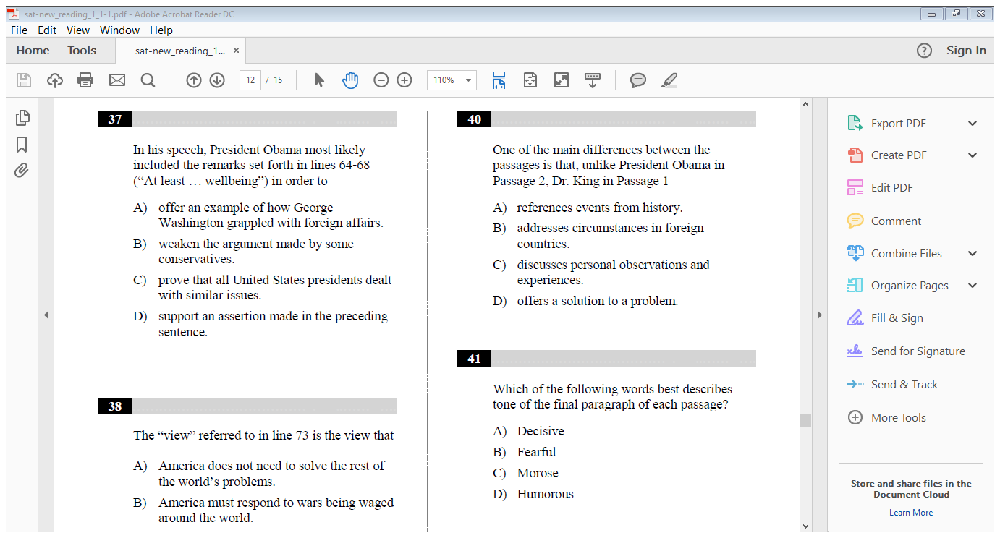 sat-new_reading_1_1-1.pdf - Adobe Acrobat Reader DC
File Edit View Window Help
Home Tools sat-new_reading_1... × ? Sign In
12 / 15 110%
37
In his speech, President Obama most likely
included the remarks set forth in lines 64-68
(“At least … wellbeing”) in order to
A) offer an example of how George
Washington grappled with foreign affairs.
B) weaken the argument made by some
conservatives.
C) prove that all United States presidents dealt
with similar issues.
D) support an assertion made in the preceding
sentence.
38
The “view” referred to in line 73 is the view that
A) America does not need to solve the rest of
the world’s problems.
B) America must respond to wars being waged
around the world.
40
One of the main differences between the
passages is that, unlike President Obama in
Passage 2, Dr. King in Passage 1
A) references events from history.
B) addresses circumstances in foreign
countries.
C) discusses personal observations and
experiences.
D) offers a solution to a problem.
41
Which of the following words best describes
tone of the final paragraph of each passage?
A) Decisive
B) Fearful
C) Morose
D) Humorous
Export PDF
Create PDF
Edit PDF
Comment
Combine Files
Organize Pages
Fill & Sign
Send for Signature
Send & Track
More Tools
Store and share files in the
Document Cloud
Learn More